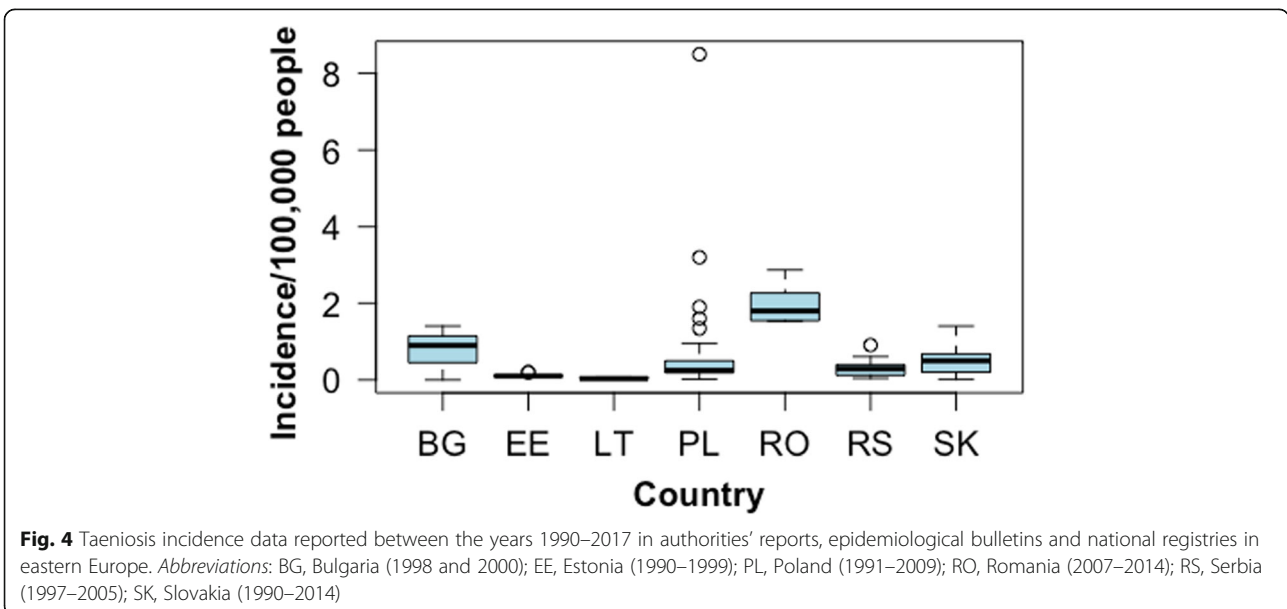 Incidence/100,000 people
8
6
4
2
0
BG EE LT PL RO RS SK
Country
Fig. 4 Taeniosis incidence data reported between the years 1990–2017 in authorities’ reports, epidemiological bulletins and national registries in
eastern Europe. Abbreviations: BG, Bulgaria (1998 and 2000); EE, Estonia (1990–1999); PL, Poland (1991–2009); RO, Romania (2007–2014); RS, Serbia
(1997–2005); SK, Slovakia (1990–2014)